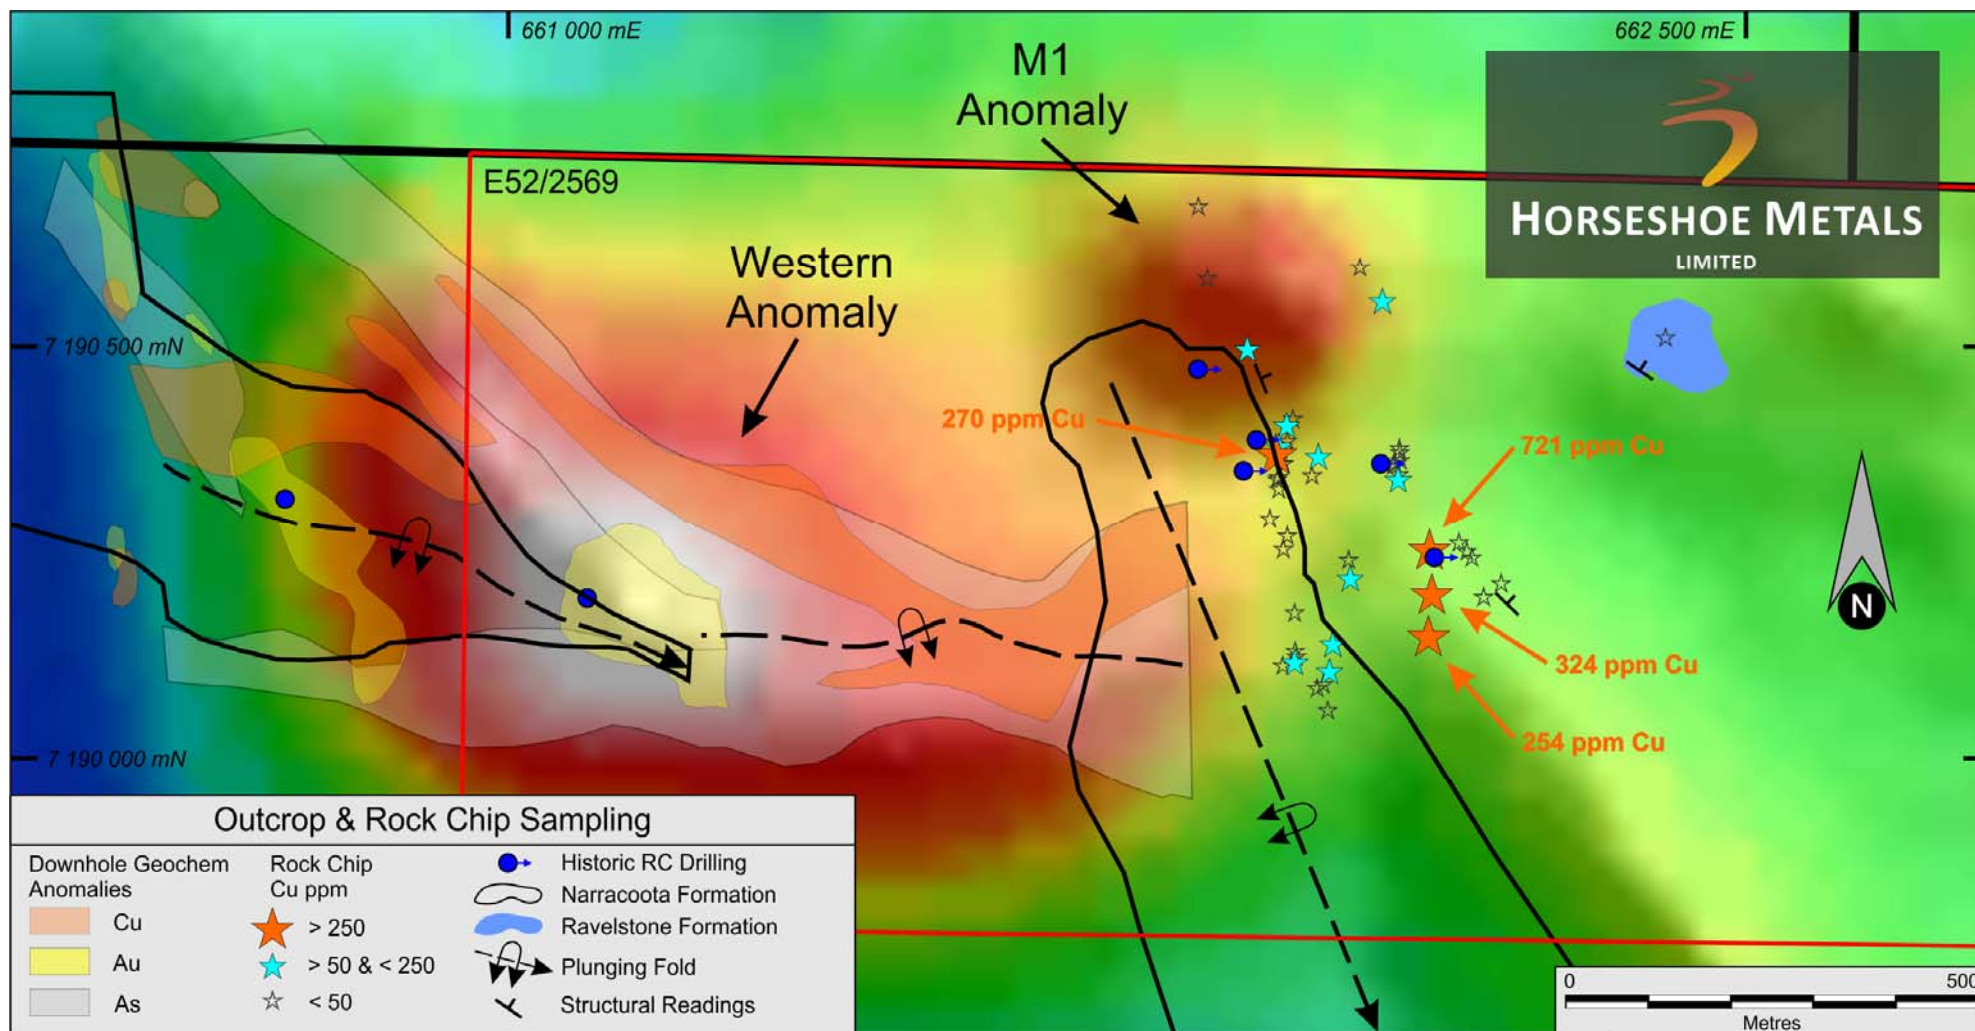 661 000 mE
662 500 mE
M1
Anomaly
HORSESHOE METALS
LIMITED
E52/2569
Western
Anomaly
7 190 500 mN
270 ppm Cu
721 ppm Cu
N
324 ppm Cu
254 ppm Cu
7 190 000 mN
Outcrop & Rock Chip Sampling
Downhole Geochem
Anomalies
Cu
Au
As
Rock Chip
Cu ppm
> 250
> 50 & < 250
< 50
Historic RC Drilling
Narracoota Formation
Ravelstone Formation
Plunging Fold
Structural Readings
0
500
Metres